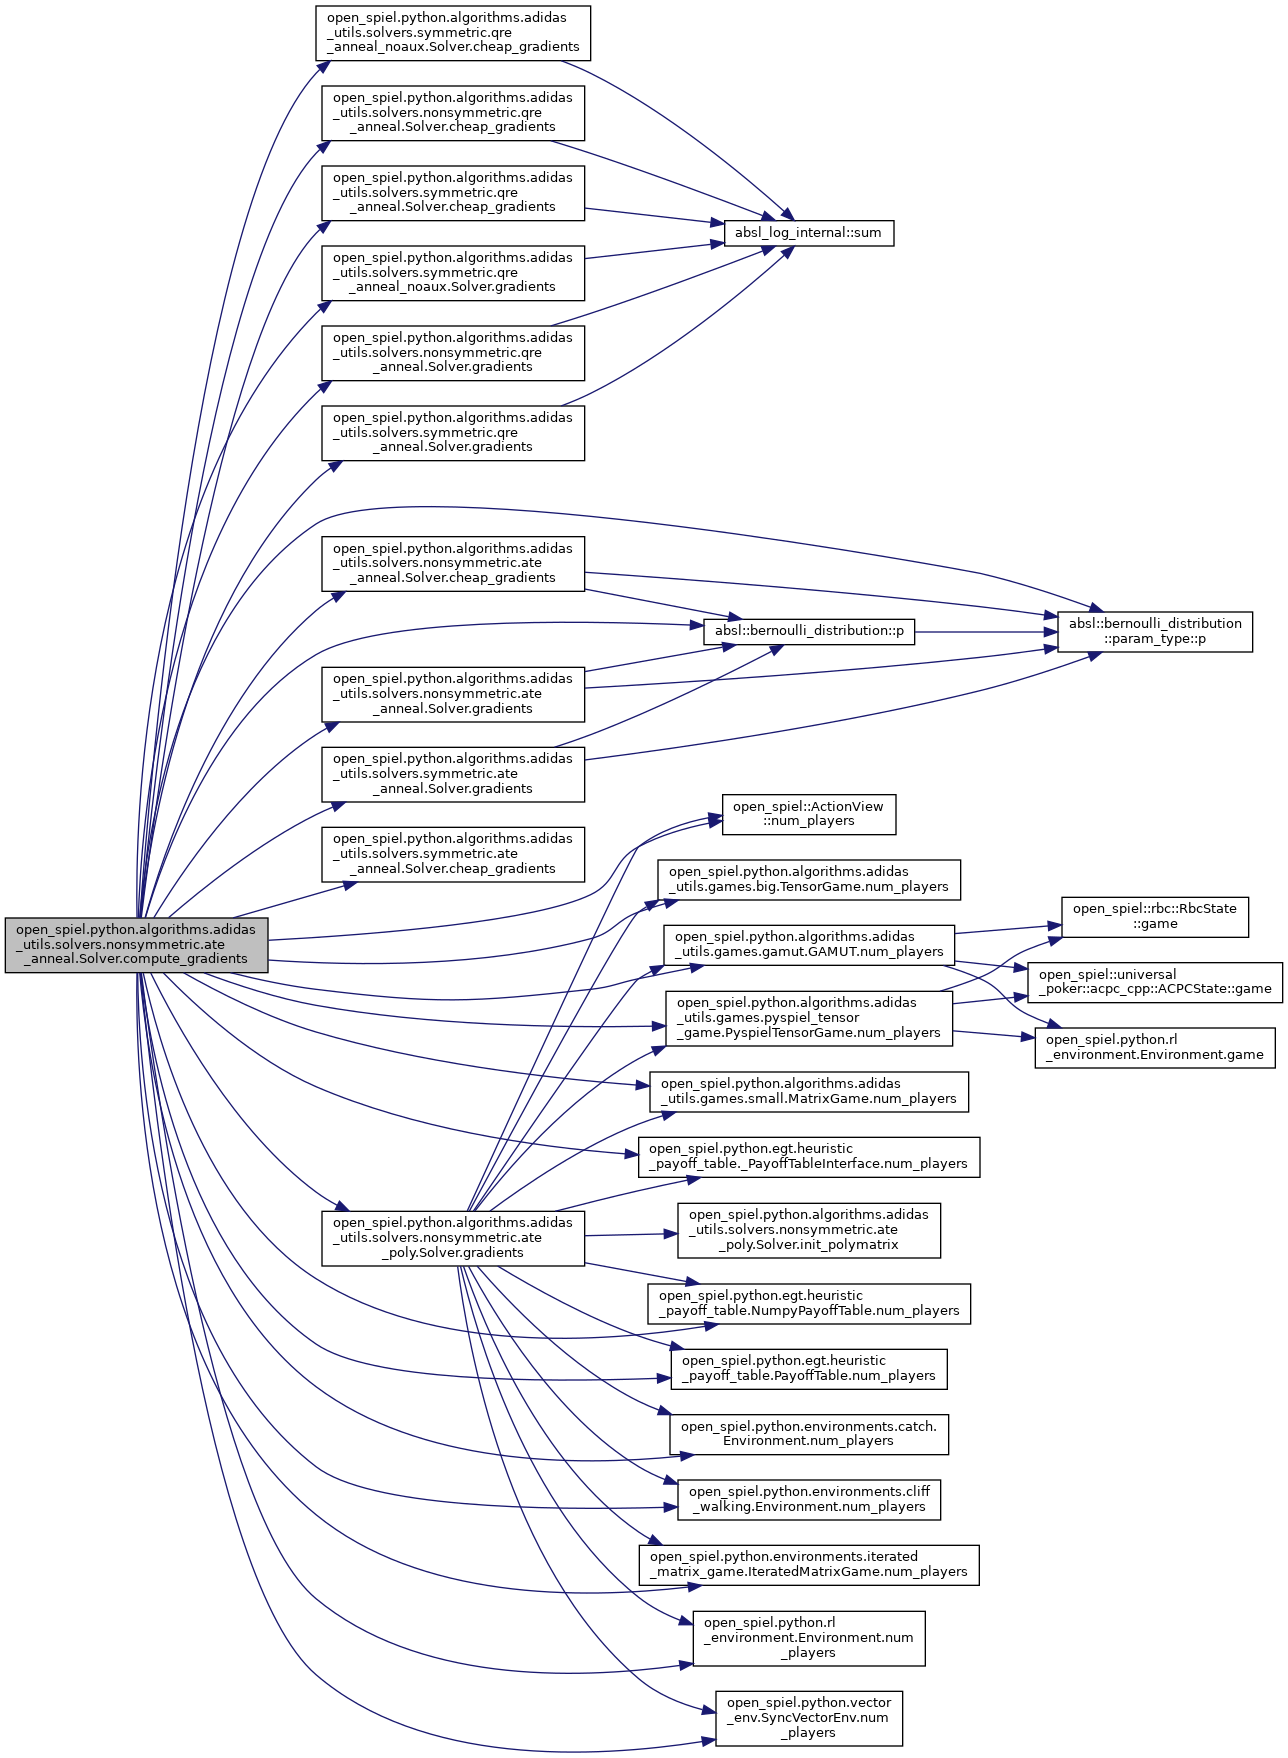 open_spiel.python.algorithms.adidas
_utils.solvers.symmetric.qre
_anneal_noaux.Solver.cheap_gradients
open_spiel.python.algorithms.adidas
_utils.solvers.nonsymmetric.qre
_anneal.Solver.cheap_gradients
open_spiel.python.algorithms.adidas
_utils.solvers.symmetric.qre
_anneal.Solver.cheap_gradients
absl_log_internal::sum
open_spiel.python.algorithms.adidas
_utils.solvers.symmetric.qre
_anneal_noaux.Solver.gradients
open_spiel.python.algorithms.adidas
_utils.solvers.nonsymmetric.qre
_anneal.Solver.gradients
open_spiel.python.algorithms.adidas
_utils.solvers.symmetric.qre
_anneal.Solver.gradients
open_spiel.python.algorithms.adidas
_utils.solvers.nonsymmetric.ate
_anneal.Solver.cheap_gradients
absl::bernoulli_distribution::p
absl::bernoulli_distribution
::param_type::p
open_spiel.python.algorithms.adidas
_utils.solvers.nonsymmetric.ate
_anneal.Solver.gradients
open_spiel.python.algorithms.adidas
_utils.solvers.symmetric.ate
_anneal.Solver.gradients
open_spiel::ActionView
::num_players
open_spiel.python.algorithms.adidas
_utils.solvers.symmetric.ate
_anneal.Solver.cheap_gradients
open_spiel.python.algorithms.adidas
_utils.games.big.TensorGame.num_players
open_spiel::rbc::RbcState
::game
open_spiel.python.algorithms.adidas
_utils.solvers.nonsymmetric.ate
_anneal.Solver.compute_gradients
open_spiel.python.algorithms.adidas
_utils.games.gamut.GAMUT.num_players
open_spiel::universal
_poker::acpc_cpp::ACPCState::game
open_spiel.python.algorithms.adidas
_utils.games.pyspiel_tensor
_game.PyspielTensorGame.num_players
open_spiel.python.rl
_environment.Environment.game
open_spiel.python.algorithms.adidas
_utils.games.small.MatrixGame.num_players
open_spiel.python.egt.heuristic
_payoff_table._PayoffTableInterface.num_players
open_spiel.python.algorithms.adidas
_utils.solvers.nonsymmetric.ate
_poly.Solver.gradients
open_spiel.python.algorithms.adidas
_utils.solvers.nonsymmetric.ate
_poly.Solver.init_polymatrix
open_spiel.python.egt.heuristic
_payoff_table.NumpyPayoffTable.num_players
open_spiel.python.egt.heuristic
_payoff_table.PayoffTable.num_players
open_spiel.python.environments.catch.
Environment.num_players
open_spiel.python.environments.cliff
_walking.Environment.num_players
open_spiel.python.environments.iterated
_matrix_game.IteratedMatrixGame.num_players
open_spiel.python.rl
_environment.Environment.num
_players
open_spiel.python.vector
_env.SyncVectorEnv.num
_players